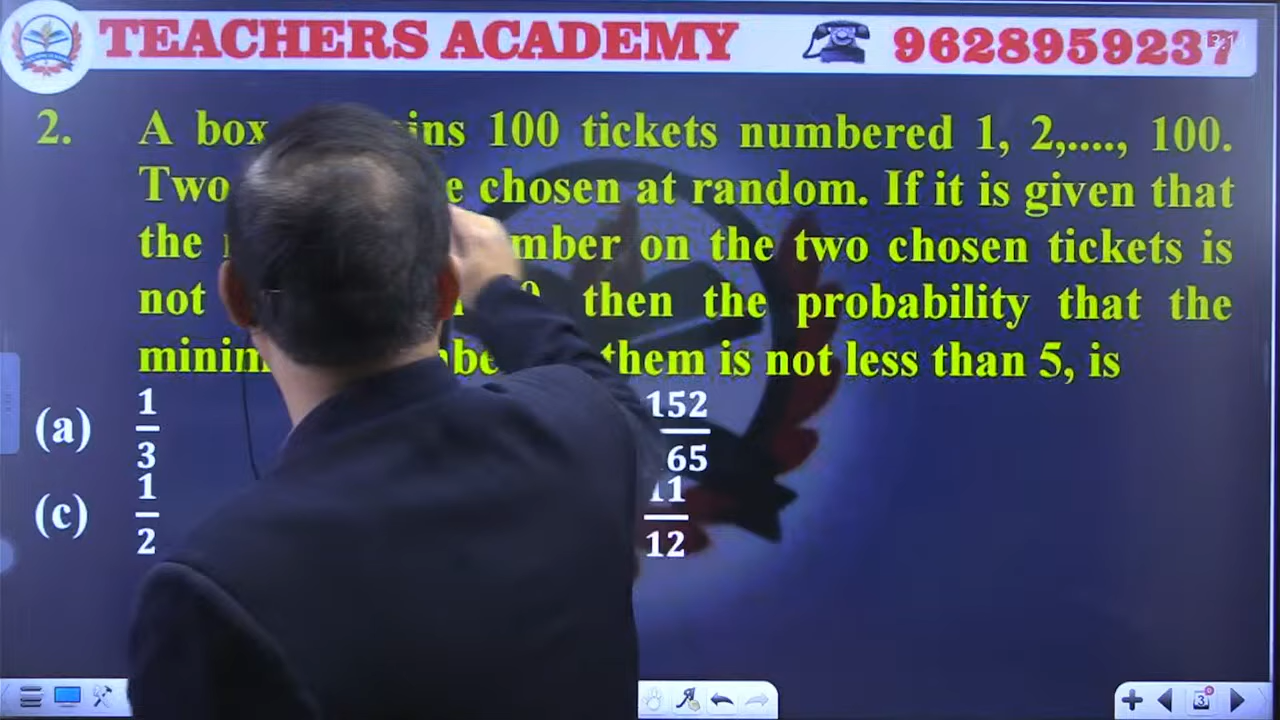 TEACHERS ACADEMY 9628959237
2. A box ins 100 tickets numbered 1, 2,...., 100.
Two chosen at random. If it is given that
the mber on the two chosen tickets is
not then the probability that the
minim them is not less than 5, is
(a) 1/3 152/65
(c) 1/2 11/12